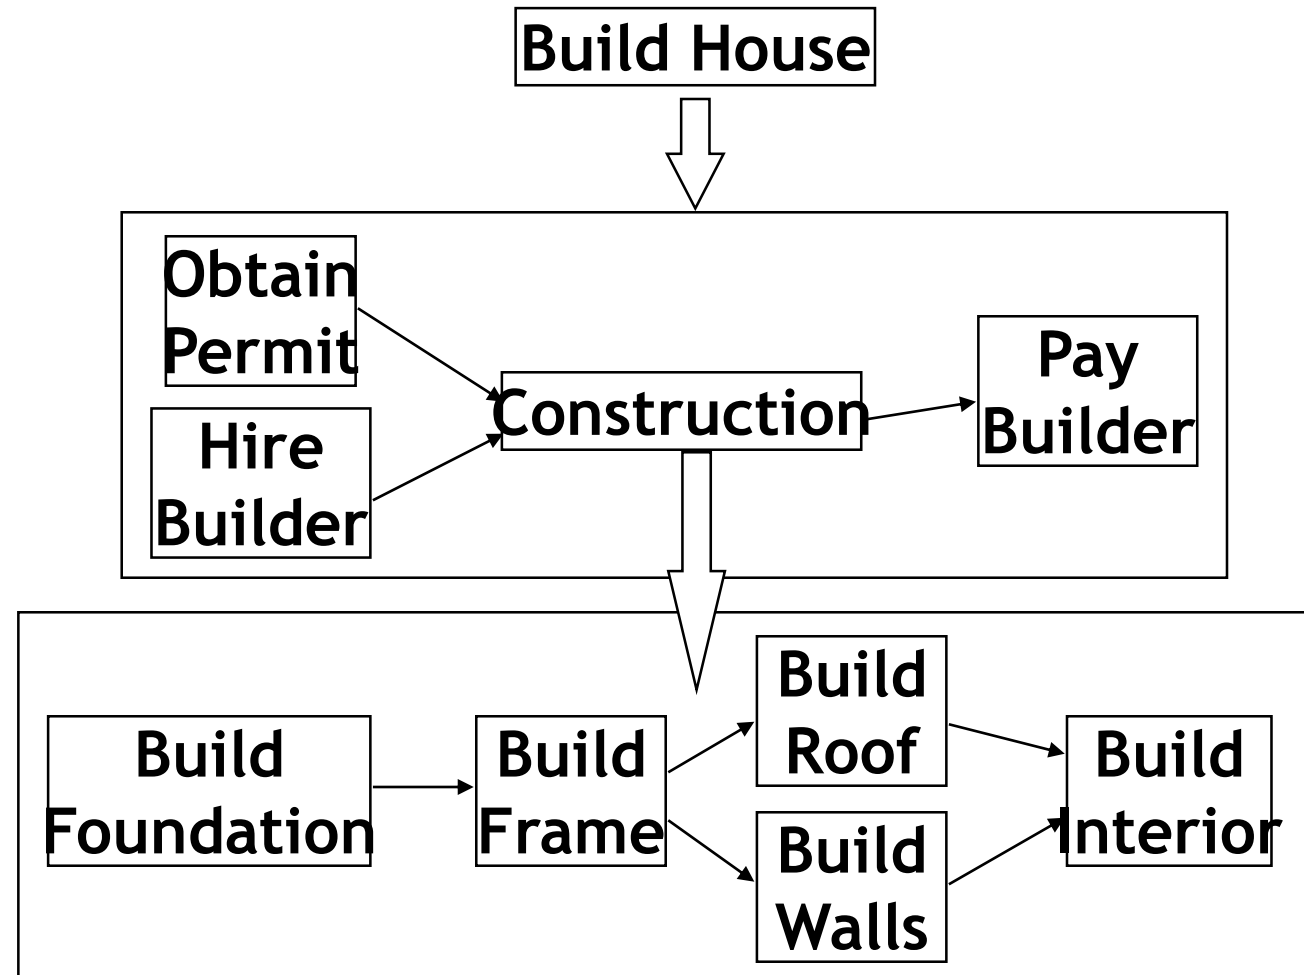 Build House
Obtain
Permit
Hire
Builder
Construction
Pay
Builder
Build
Foundation
Build
Frame
Build
Roof
Build
Walls
Build
Interior